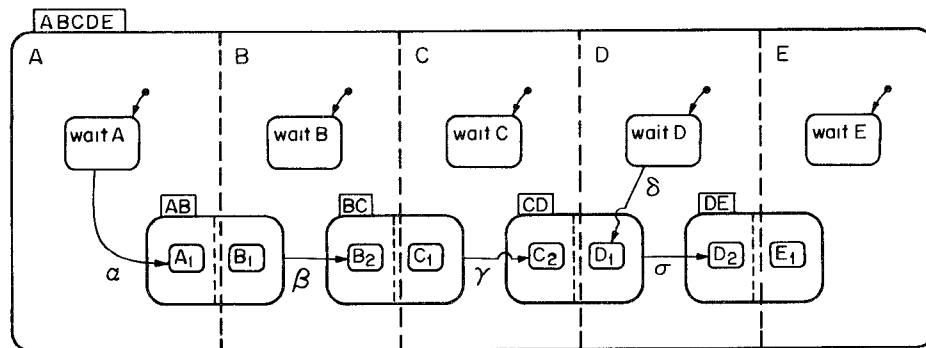 ABCDE
A B C D E
wait A wait B wait C wait D wait E
δ
AB BC CD DE
A1 B1 B2 C1 C2 D1 D2 E1
α β γ σ